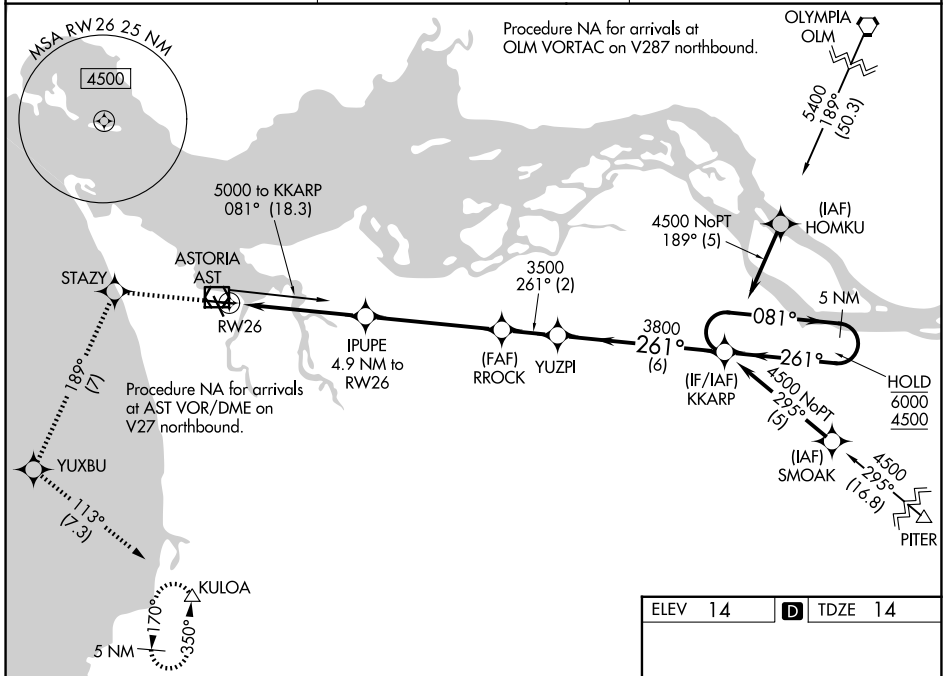 MSA RW 26 25 NM
4500
Procedure NA for arrivals at
OLM VORTAC on V287 northbound.
OLYMPIA
OLM
5400
189°
(50.3)
5000 to KKARP
081° (18.3)
4500 NoPT
189° (5)
(IAF)
HOMKU
ASTORIA
AST
STAZY
RW26
3500
261° (2)
IPUPE
4.9 NM to
RW26
(FAF)
RROCK
YUZPI
3800
261°
(6)
081°
5 NM
261°
(IF/IAF)
KKARP
HOLD
6000
4500
4500 NoPT
295°
(5)
(IAF)
SMOAK
4500
295°
(16.8)
PITER
189°
(7)
Procedure NA for arrivals
at AST VOR/DME on
V27 northbound.
YUXBU
113°
(7.3)
KULOA
170°
350°
5 NM
ELEV 14 D TDZE 14